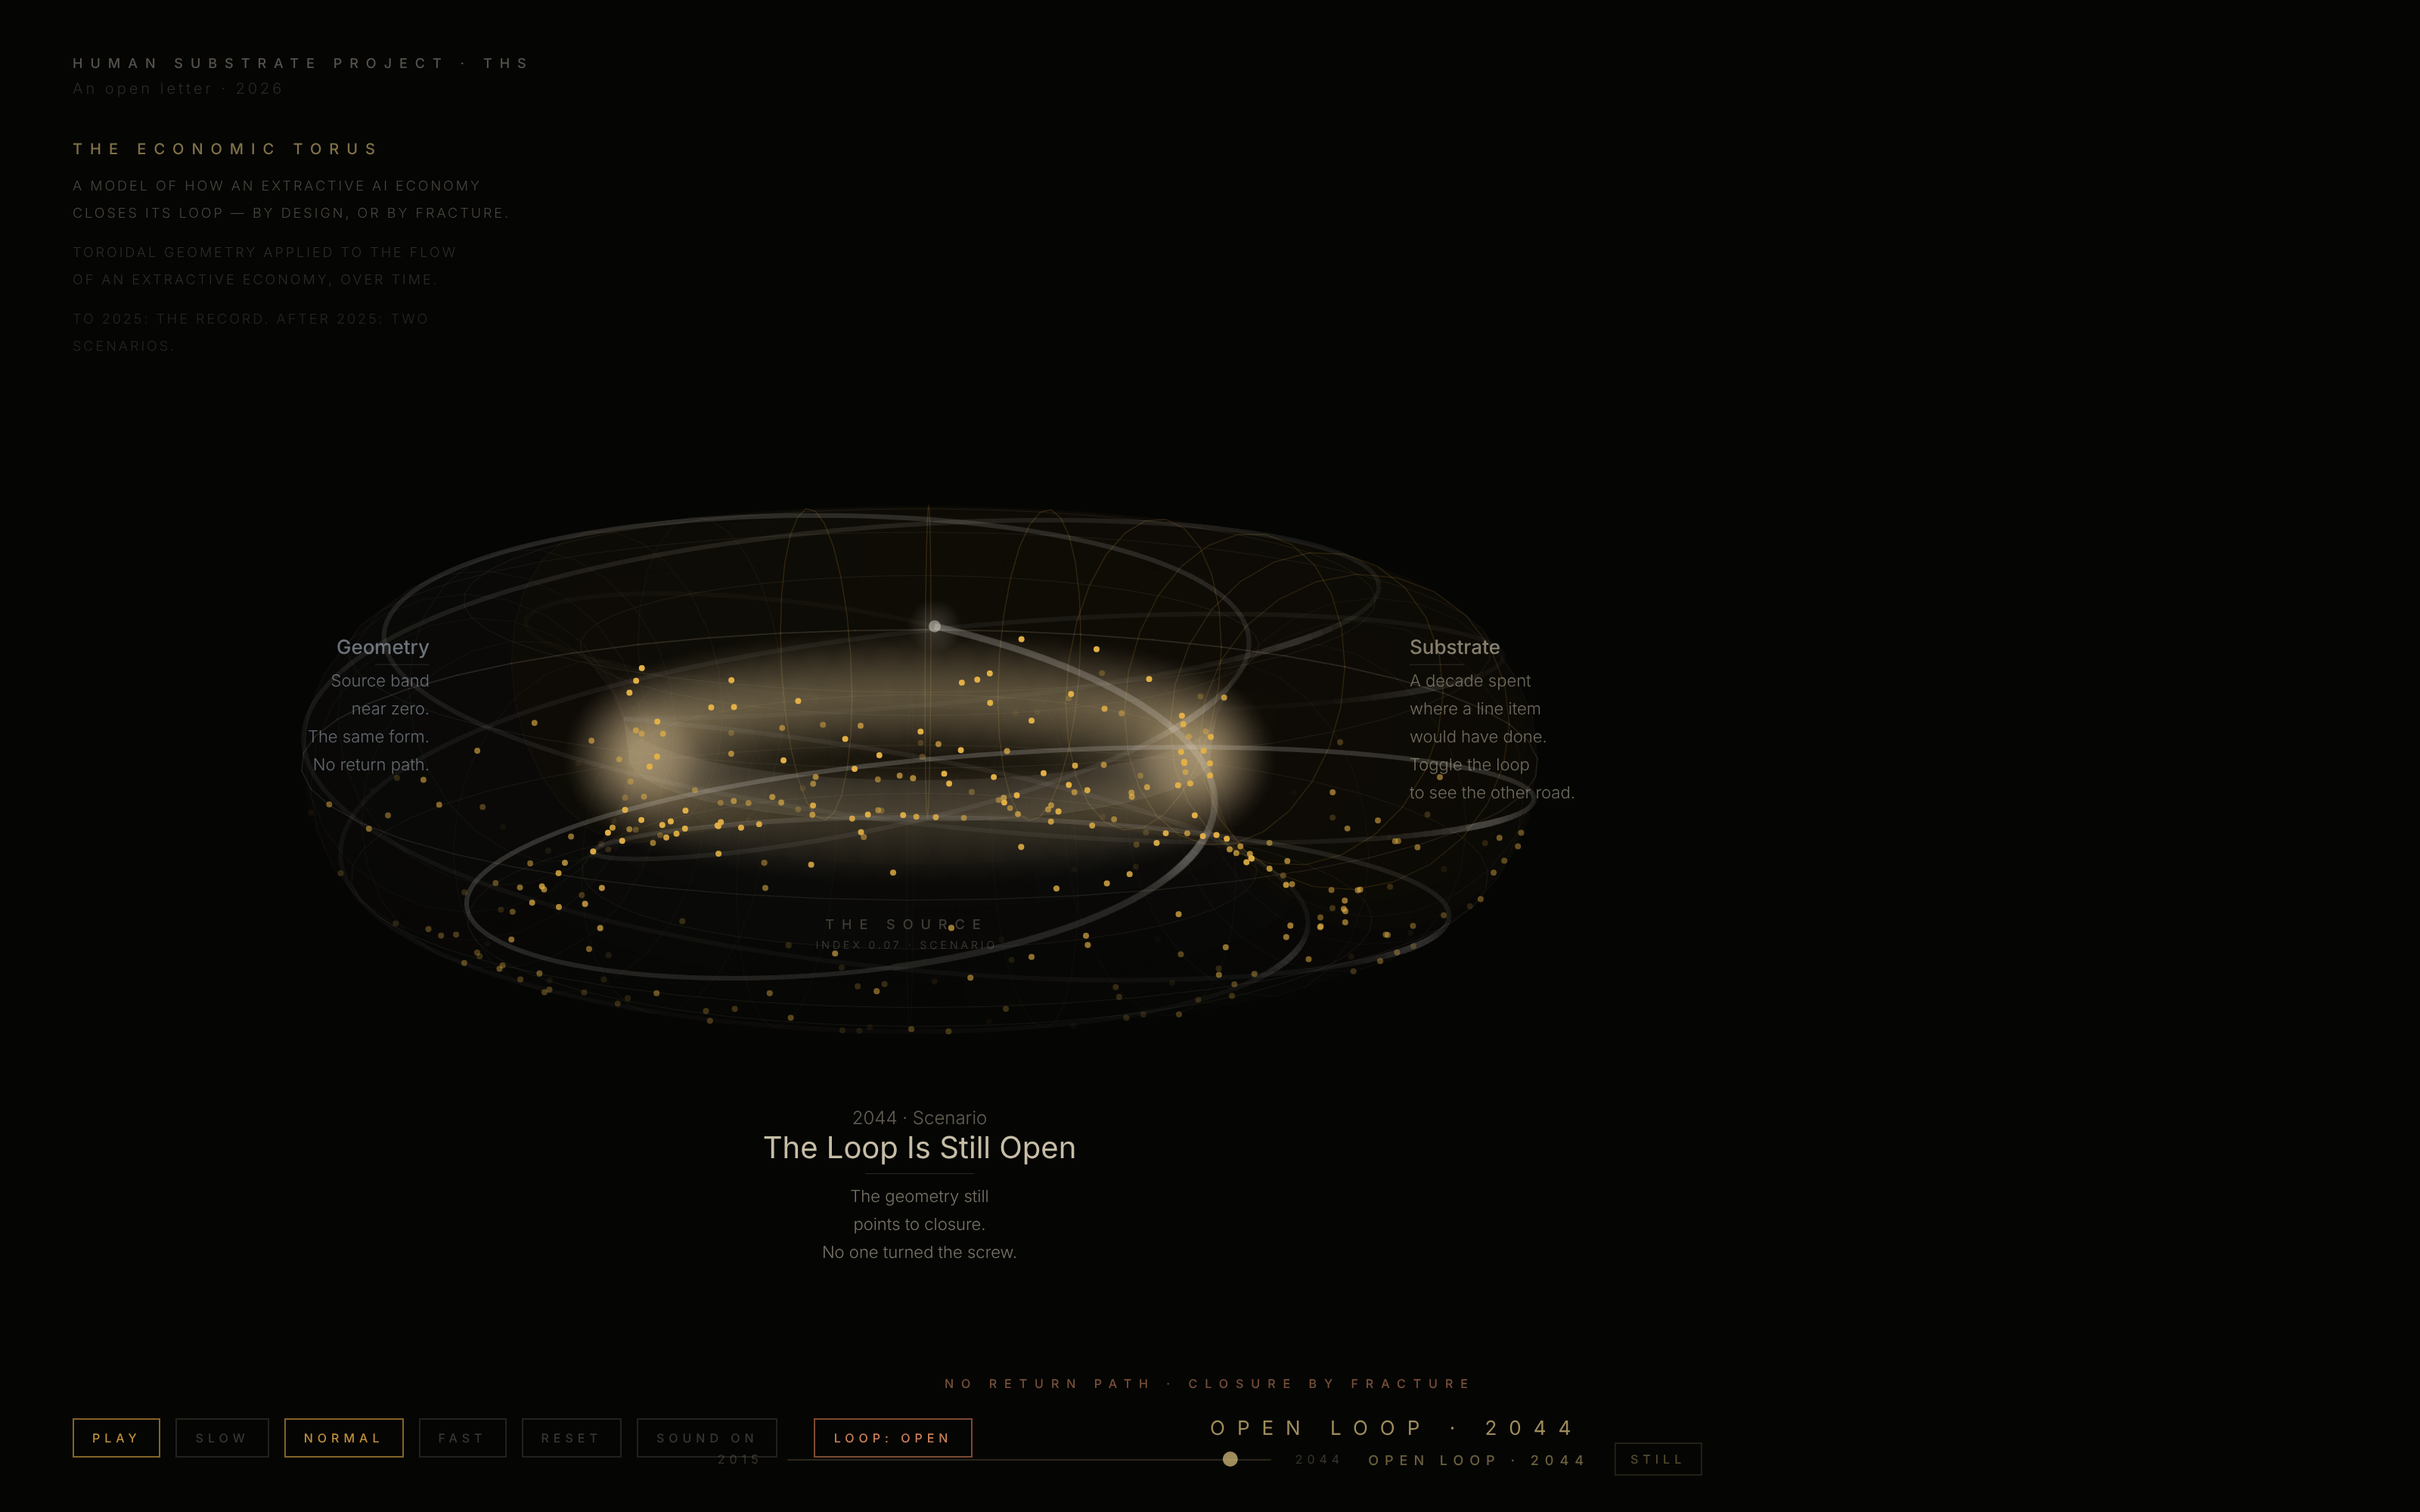 HUMAN SUBSTRATE PROJECT · THS
An open letter · 2026
THE ECONOMIC TORUS
A MODEL OF HOW AN EXTRACTIVE AI ECONOMY
CLOSES ITS LOOP — BY DESIGN, OR BY FRACTURE.
TOROIDAL GEOMETRY APPLIED TO THE FLOW
OF AN EXTRACTIVE ECONOMY, OVER TIME.
TO 2025: THE RECORD. AFTER 2025: TWO
SCENARIOS.
Geometry
Source band
near zero.
The same form.
No return path.
Substrate
A decade spent
where a line item
would have done.
Toggle the loop
to see the other road.
THE SOURCE
INDEX 0.07 · SCENARIO
2044 · Scenario
The Loop Is Still Open
The geometry still
points to closure.
No one turned the screw.
NO RETURN PATH · CLOSURE BY FRACTURE
PLAY
SLOW
NORMAL
FAST
RESET
SOUND ON
LOOP: OPEN
OPEN LOOP · 2044
2015
2044
OPEN LOOP · 2044
STILL